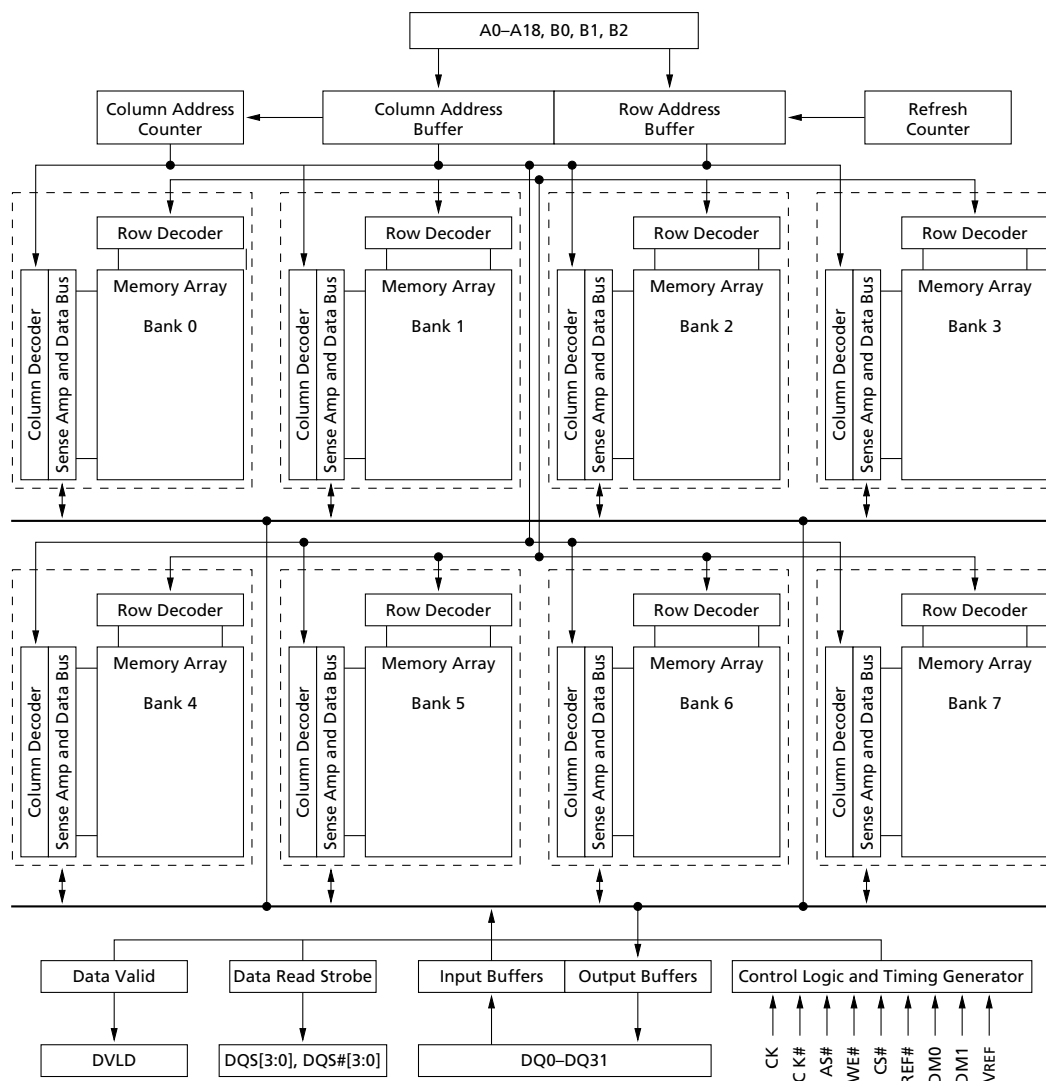 A0–A18, B0, B1, B2
Column Address
Counter
Column Address
Buffer
Row Address
Buffer
Refresh
Counter
Row Decoder
Memory Array
Bank 0
Column Decoder
Sense Amp and Data Bus
Row Decoder
Memory Array
Bank 1
Column Decoder
Sense Amp and Data Bus
Row Decoder
Memory Array
Bank 2
Column Decoder
Sense Amp and Data Bus
Row Decoder
Memory Array
Bank 3
Column Decoder
Sense Amp and Data Bus
Row Decoder
Memory Array
Bank 4
Column Decoder
Sense Amp and Data Bus
Row Decoder
Memory Array
Bank 5
Column Decoder
Sense Amp and Data Bus
Row Decoder
Memory Array
Bank 6
Column Decoder
Sense Amp and Data Bus
Row Decoder
Memory Array
Bank 7
Column Decoder
Sense Amp and Data Bus
Data Valid
Data Read Strobe
Input Buffers
Output Buffers
Control Logic and Timing Generator
DVLD
DQS[3:0], DQS#[3:0]
DQ0–DQ31
CK
CK#
AS#
WE#
CS#
REF#
DM0
DM1
VREF